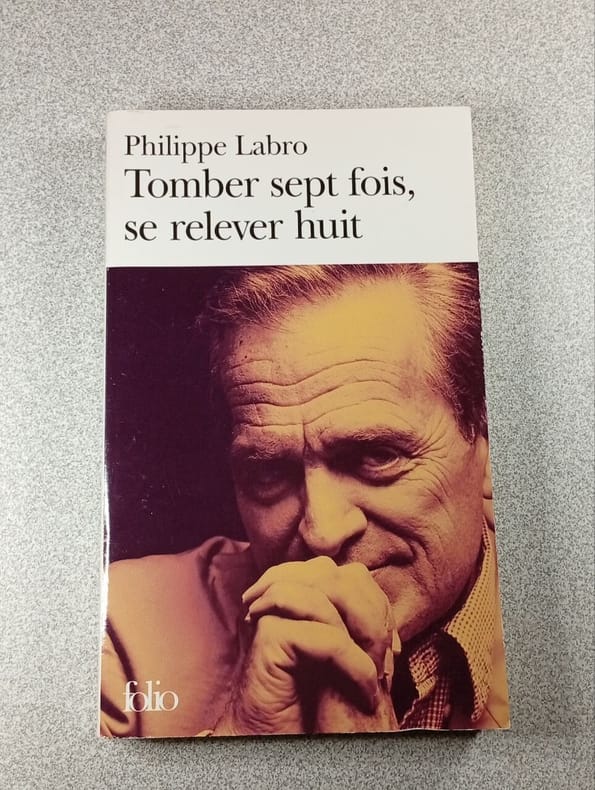 Philippe Labro
Tomber sept fois,
se relever huit
folio